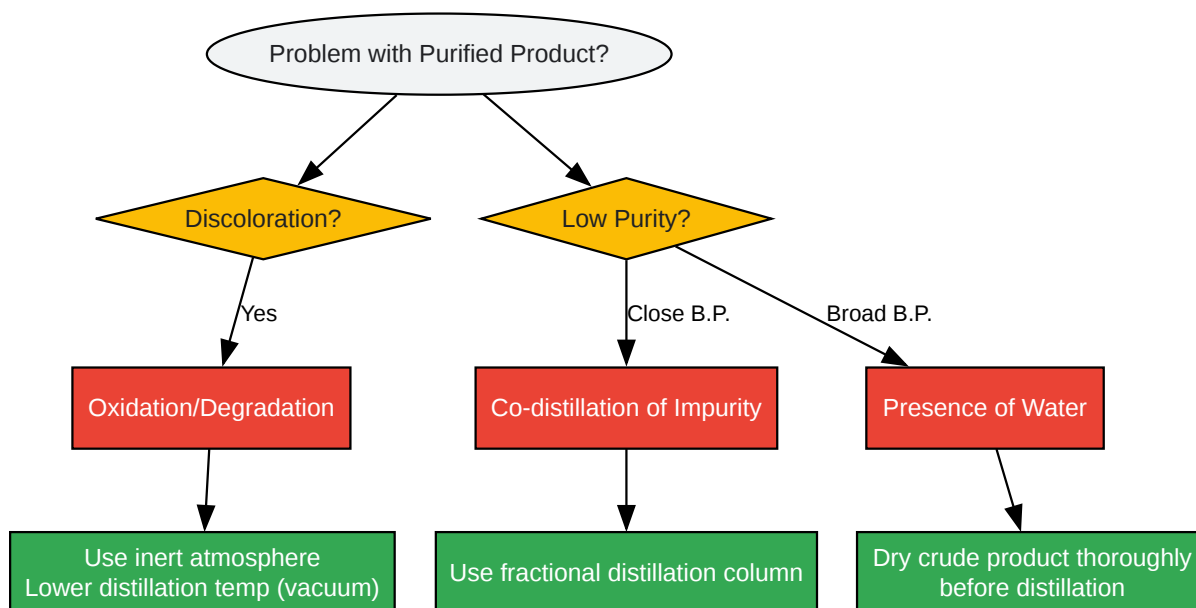 Problem with Purified Product?
Discoloration?
Low Purity?
Yes
Close B.P.
Broad B.P.
Oxidation/Degradation
Co-distillation of Impurity
Presence of Water
Use inert atmosphere
Lower distillation temp (vacuum)
Use fractional distillation column
Dry crude product thoroughly
before distillation